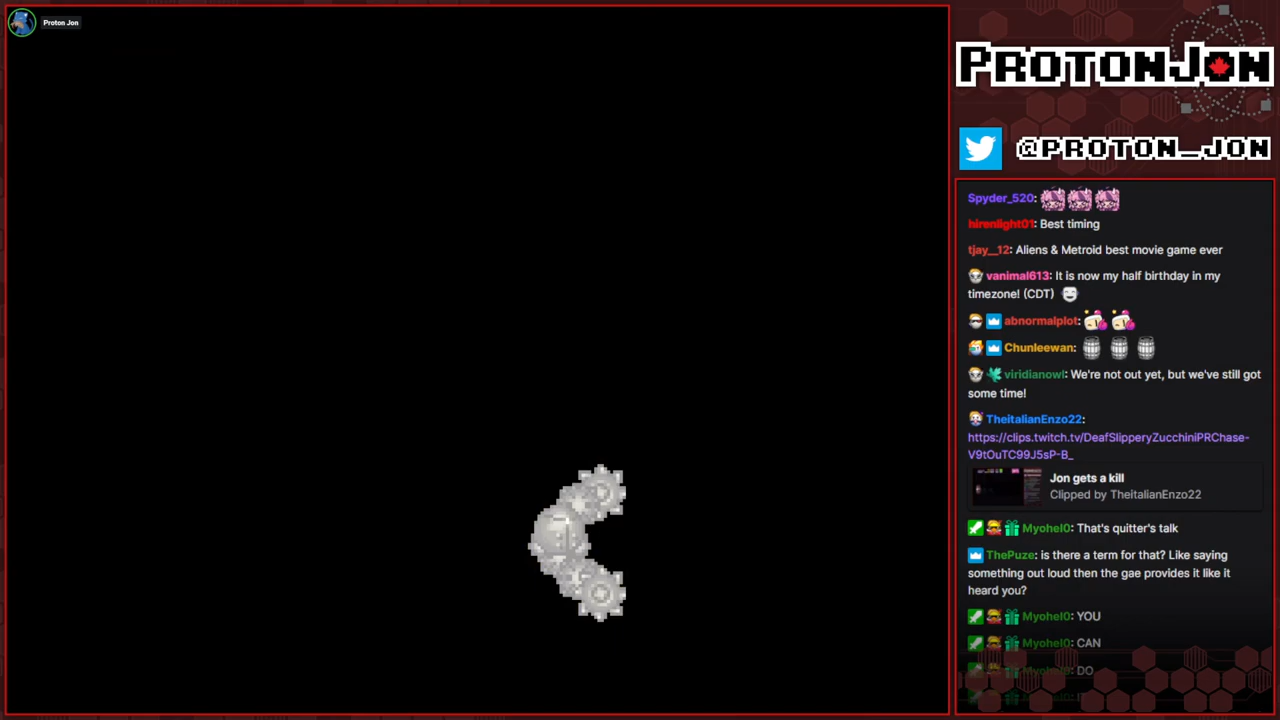 Proton Jon
PROTONJON
@PROTON_JON
Spyder_520:
hirenlight01: Best timing
tjay__12: Aliens & Metroid best movie game ever
vanimal613: It is now my half birthday in my
timezone! (CDT)
abnormalplot:
Chunleewan:
viridianowl: We're not out yet, but we've still got
some time!
TheitalianEnzo22:
https://clips.twitch.tv/DeafSlipperyZucchiniPRChase-
V9tOuTC99J5sP-B_
Jon gets a kill
Clipped by TheitalianEnzo22
Myohel0: That's quitter's talk
ThePuze: is there a term for that? Like saying
something out loud then the gae provides it like it
heard you?
Myohel0: YOU
Myohel0: CAN
Myohel0: DO